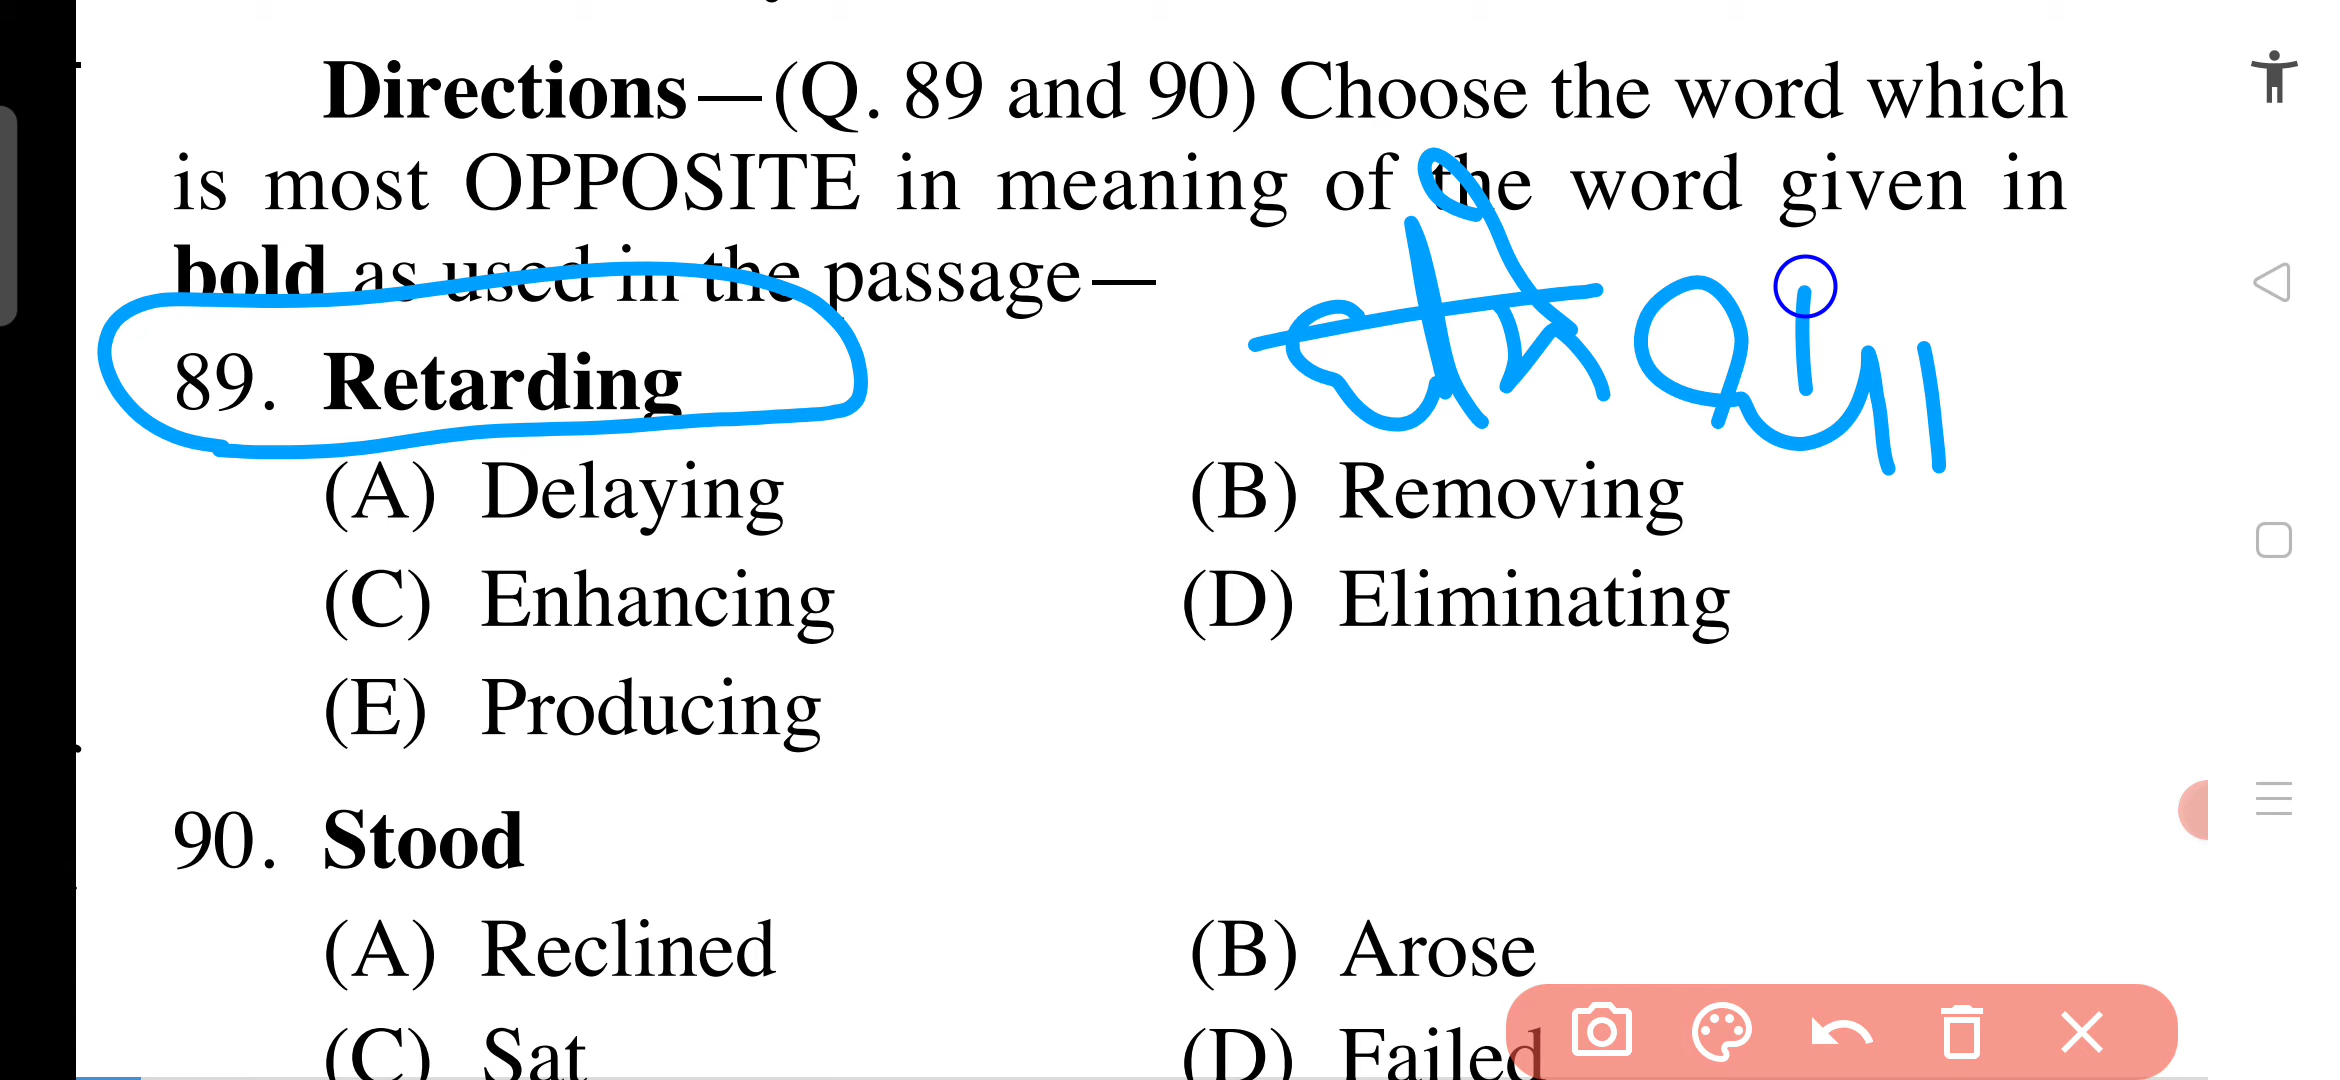 Directions—(Q. 89 and 90) Choose the word which
is most OPPOSITE in meaning of the word given in
bold as used in the passage—
89. Retarding
(A) Delaying (B) Removing
(C) Enhancing (D) Eliminating
(E) Producing
90. Stood
(A) Reclined (B) Arose
(C) Sat (D) Failed